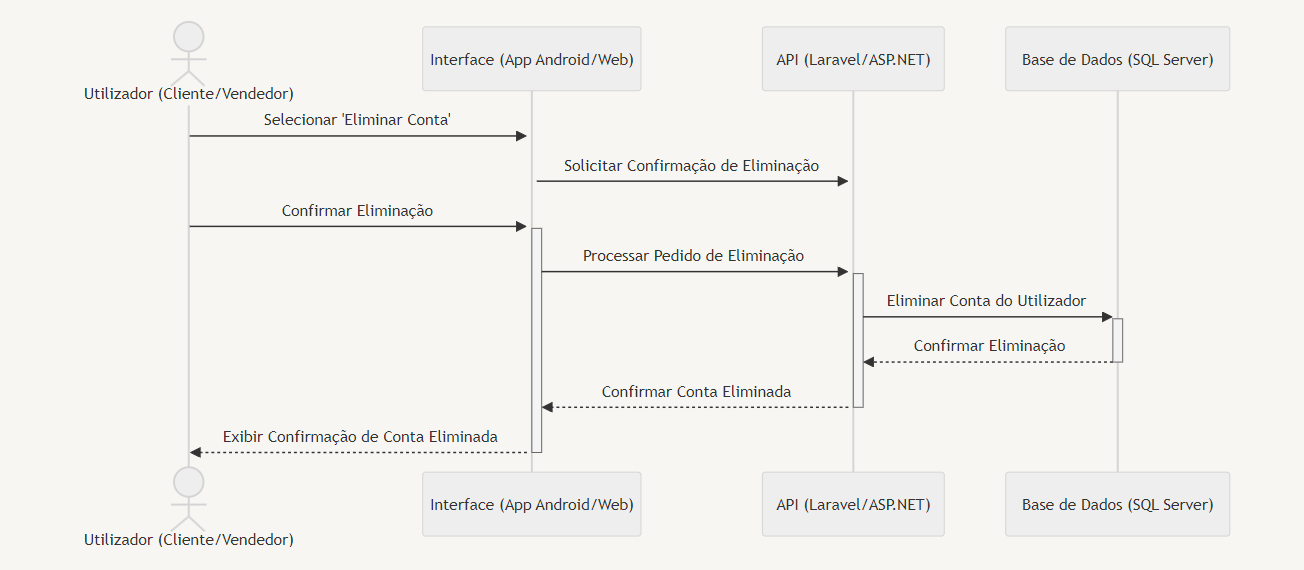 Interface (App Android/Web)
API (Laravel/ASP.NET)
Base de Dados (SQL Server)
Utilizador (Cliente/Vendedor)
Selecionar 'Eliminar Conta'
Solicitar Confirmação de Eliminação
Confirmar Eliminação
Processar Pedido de Eliminação
Eliminar Conta do Utilizador
Confirmar Eliminação
Confirmar Conta Eliminada
Exibir Confirmação de Conta Eliminada
Interface (App Android/Web)
API (Laravel/ASP.NET)
Base de Dados (SQL Server)
Utilizador (Cliente/Vendedor)